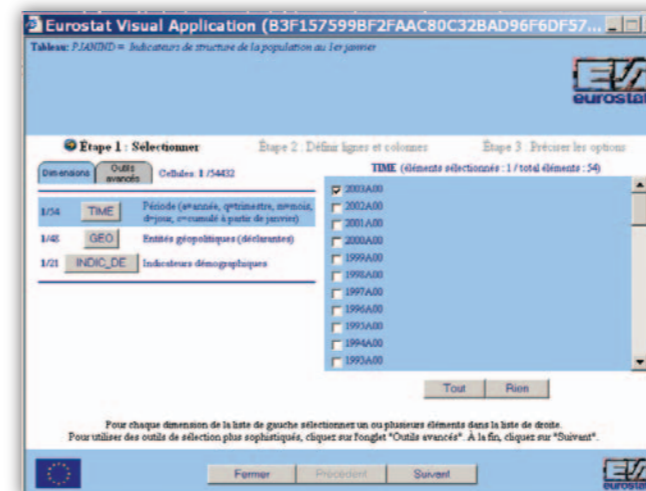 Eurostat Visual Application (B3F157599BF2FAAC80C32BAD96F6DF57...
Tableau: PJANIND = Indicateurs de structure de la population au 1er janvier
EVA
eurostat
Étape 1 : Sélectionner
Étape 2 : Définir lignes et colonnes
Étape 3 : Préciser les options
Dimensions
Outils avancés
Cellules: 1 /54432
TIME (éléments sélectionnés : 1 / total éléments : 54)
1/54 TIME Période (a=année, q=trimestre, m=mois, d=jour, c=cumulé à partir de janvier)
1/48 GEO Entités géopolitiques (déclarantes)
1/21 INDIC_DE Indicateurs démographiques
2003A00
2002A00
2001A00
2000A00
1999A00
1998A00
1997A00
1996A00
1995A00
1994A00
1993A00
Tout
Rien
Pour chaque dimension de la liste de gauche sélectionnez un ou plusieurs éléments dans la liste de droite.
Pour utiliser des outils de sélection plus sophistiqués, cliquez sur l'onglet "Outils avancés". À la fin, cliquez sur "Suivant".
Fermer
Précédent
Suivant
EVA
eurostat